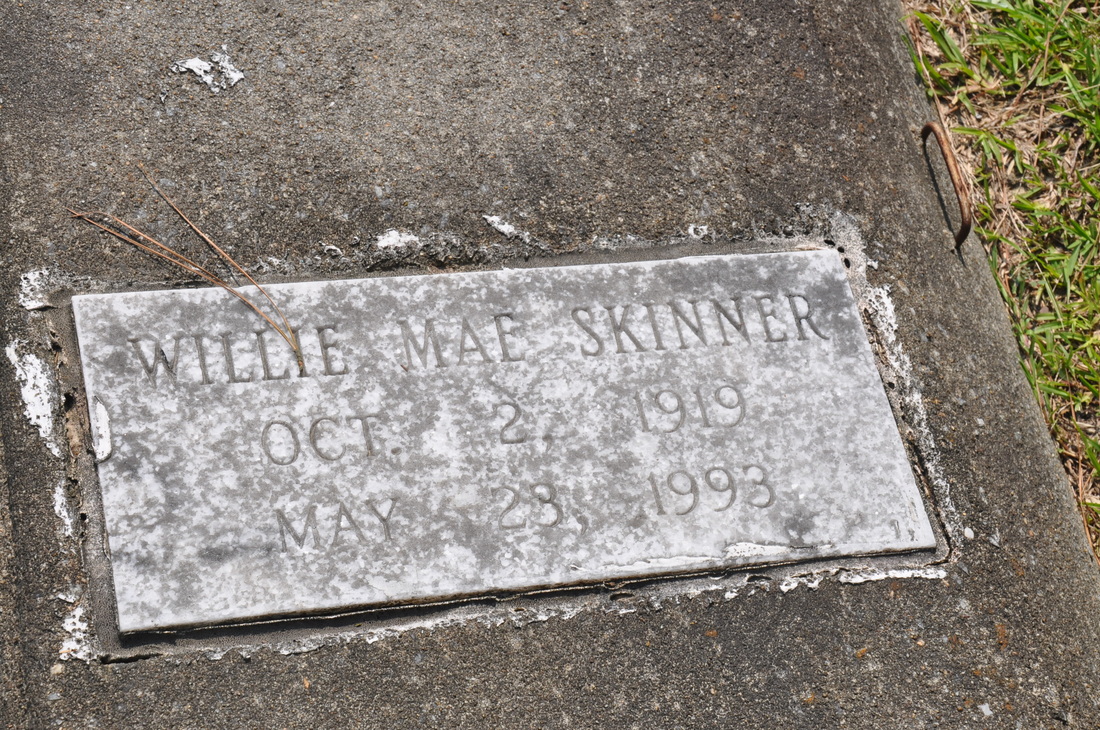 WILLIE MAE SKINNER
OCT. 2, 1919
MAY 23, 1993